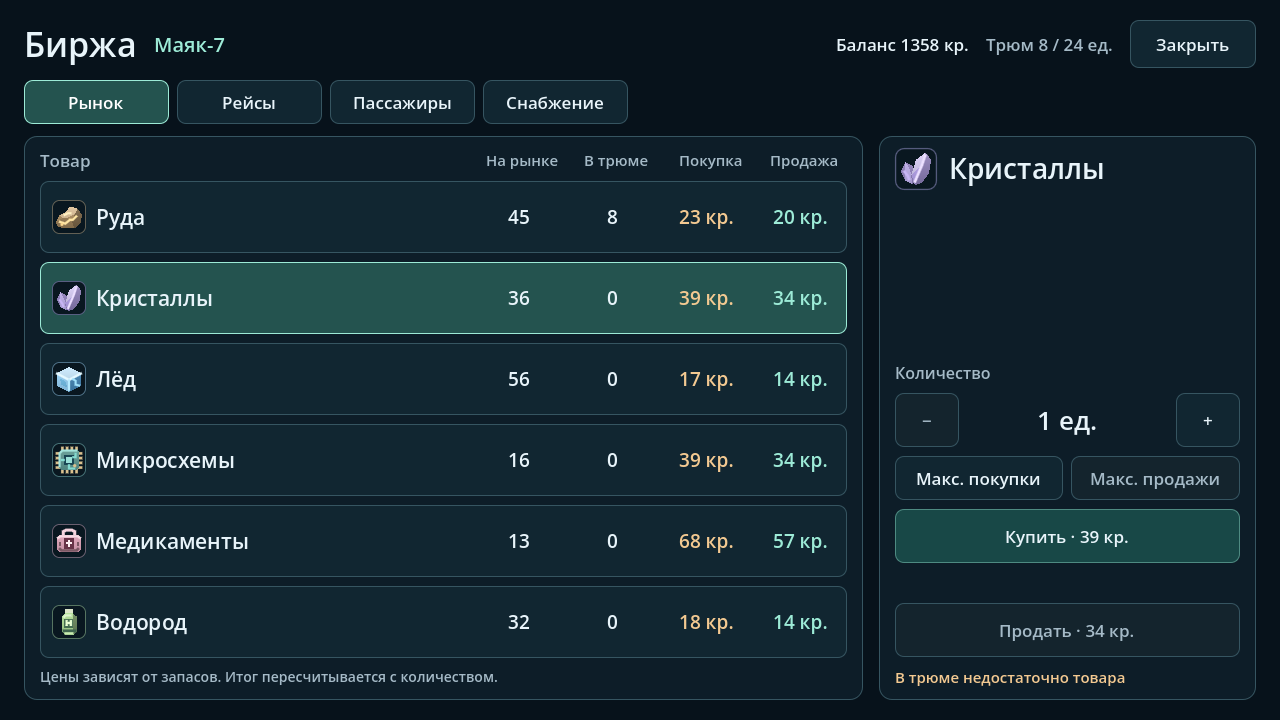 Биржа Маяк-7 Баланс 1358 кр. Трюм 8 / 24 ед. Закрыть
Рынок Рейсы Пассажиры Снабжение
Товар На рынке В трюме Покупка Продажа
Руда 45 8 23 кр. 20 кр.
Кристаллы 36 0 39 кр. 34 кр.
Лёд 56 0 17 кр. 14 кр.
Микросхемы 16 0 39 кр. 34 кр.
Медикаменты 13 0 68 кр. 57 кр.
H
Водород 32 0 18 кр. 14 кр.
Цены зависят от запасов. Итог пересчитывается с количеством.
Кристаллы
Количество
− 1 ед. +
Макс. покупки Макс. продажи
Купить · 39 кр.
Продать · 34 кр.
В трюме недостаточно товара